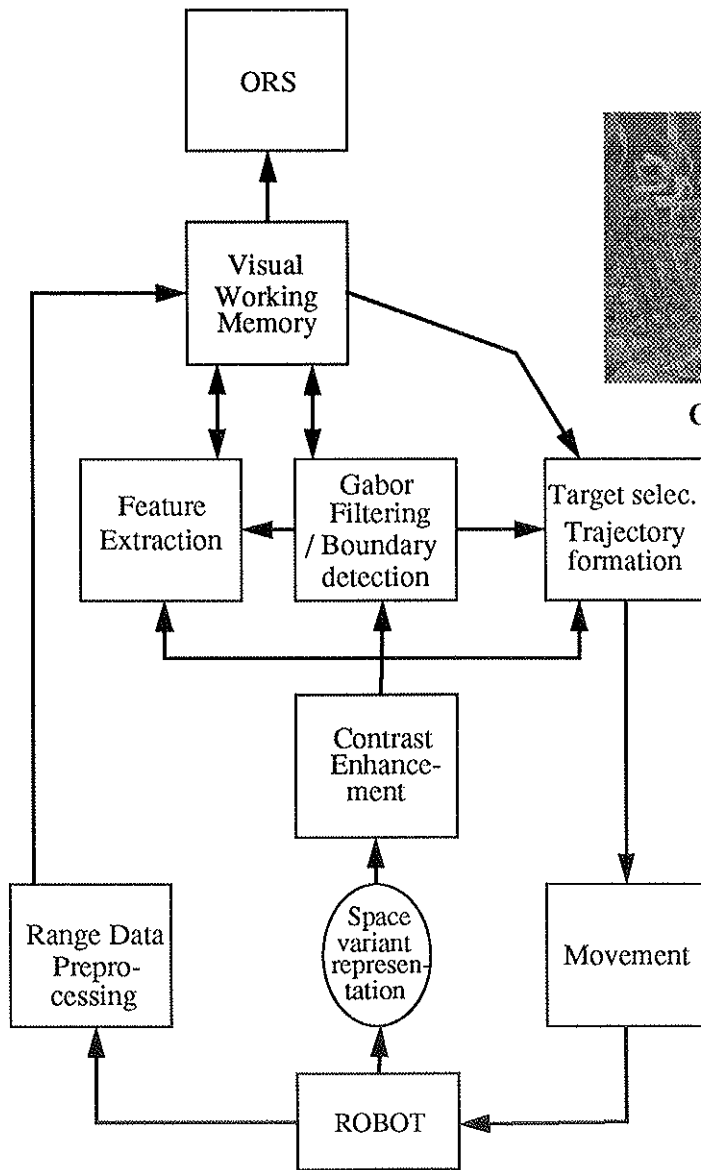 ORS
Visual
Working
Memory
C
Feature
Extraction
Gabor
Filtering
/ Boundary
detection
Target selec.
Trajectory
formation
Contrast
Enhance-
ment
Space
variant
represen-
tation
Range Data
Prepro-
cessing
Movement
ROBOT